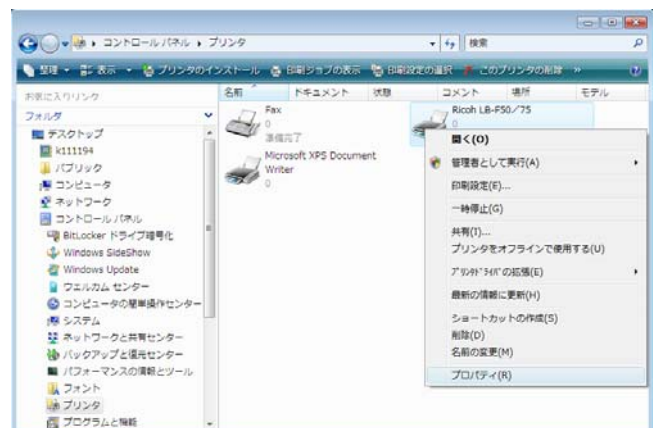 コントロール パネル ▸ プリンタ
検索
整理 表示 プリンタのインストール 印刷ジョブの表示 印刷設定の選択 このプリンタの削除 »
お気に入りリンク
フォルダ
デスクトップ
k111194
パブリック
コンピュータ
ネットワーク
コントロール パネル
BitLocker ドライブ暗号化
Windows SideShow
Windows Update
ウェルカム センター
コンピュータの簡単操作センター
システム
ネットワークと共有センター
バックアップと復元センター
パフォーマンスの情報とツール
フォント
プリンタ
プログラムと機能
名前 ドキュメント 状態 コメント 場所 モデル
Fax
0
準備完了
Microsoft XPS Document
Writer
0
Ricoh LB-F50/75
0
開く(O)
管理者として実行(A)
印刷設定(E)...
一時停止(G)
共有(I)...
プリンタをオフラインで使用する(U)
プリンタドライバの拡張(E)
最新の情報に更新(H)
ショートカットの作成(S)
削除(D)
名前の変更(M)
プロパティ(R)